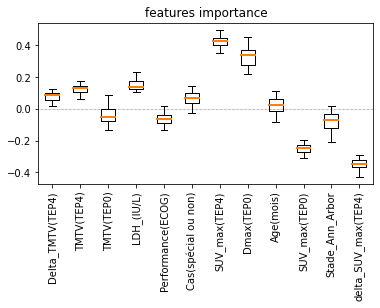 features importance
0.4
0.2
0.0
−0.2
−0.4
Delta_TMTV(TEP4)
TMTV(TEP4)
TMTV(TEP0)
LDH_(IU/L)
Performance(ECOG)
Cas(spécial ou non)
SUV_max(TEP4)
Dmax(TEP0)
Age(mois)
SUV_max(TEP0)
Stade_Ann_Arbor
delta_SUV_max(TEP4)